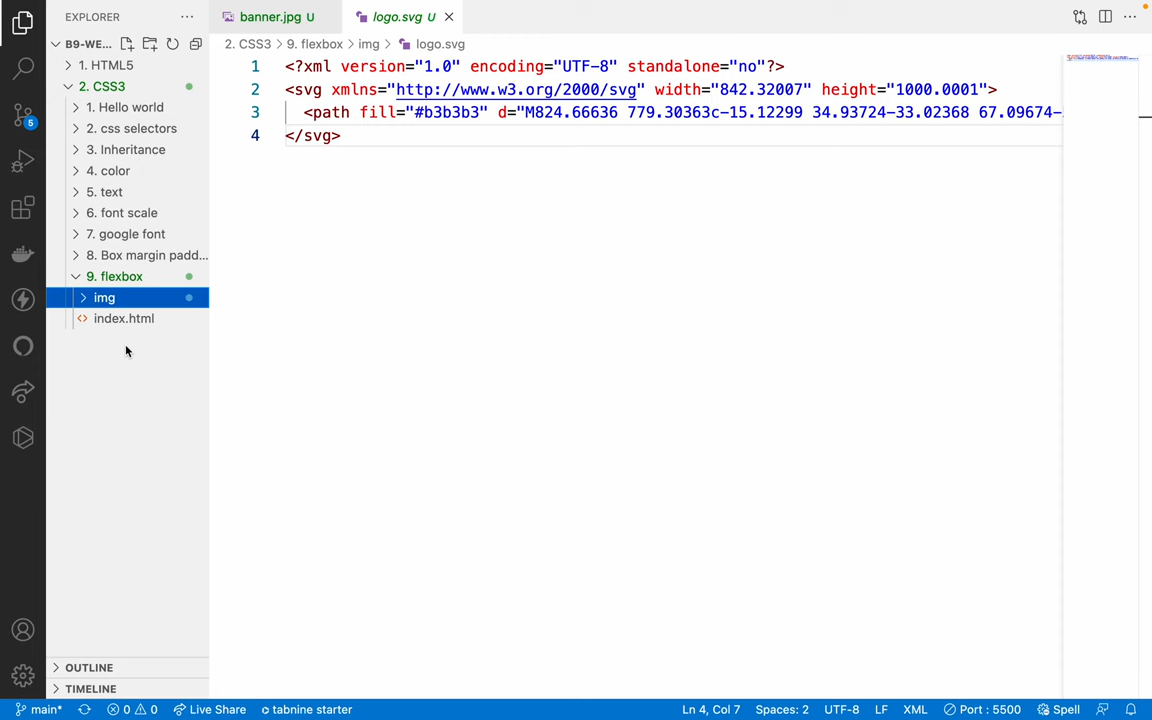 EXPLORER
banner.jpg U
logo.svg U
B9-WE...
2. CSS3 > 9. flexbox > img > logo.svg
1. HTML5
2. CSS3
1. Hello world
2. css selectors
3. Inheritance
4. color
5. text
6. font scale
7. google font
8. Box margin padd...
9. flexbox
img
index.html
1 <?xml version="1.0" encoding="UTF-8" standalone="no"?>
2 <svg xmlns="http://www.w3.org/2000/svg" width="842.32007" height="1000.0001">
3 <path fill="#b3b3b3" d="M824.66636 779.30363c-15.12299 34.93724-33.02368 67.09674-
4 </svg>
5
OUTLINE
TIMELINE
main*
0 0
Live Share
tabnine starter
Ln 4, Col 7
Spaces: 2
UTF-8
LF
XML
Port : 5500
Spell